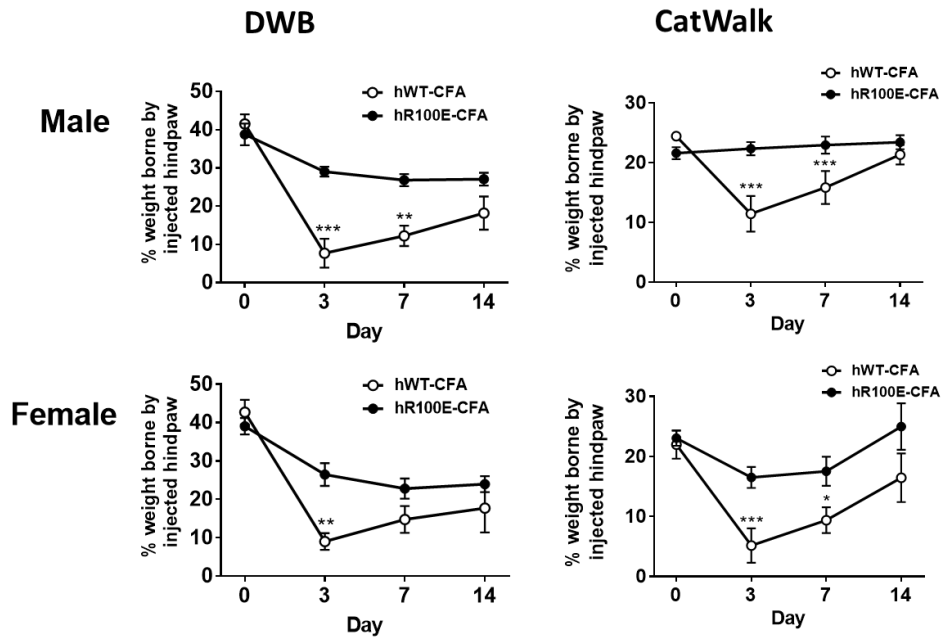 DWB
CatWalk
Male
Female
% weight borne by
injected hindpaw
50
40
30
20
10
0
hWT-CFA
hR100E-CFA
***
**
0 3 7 14
Day
% weight borne by
injected hindpaw
30
20
10
0
hWT-CFA
hR100E-CFA
***
***
0 3 7 14
Day
% weight borne by
injected hindpaw
50
40
30
20
10
0
hWT-CFA
hR100E-CFA
**
0 3 7 14
Day
% weight borne by
injected hindpaw
30
20
10
0
hWT-CFA
hR100E-CFA
***
*
0 3 7 14
Day